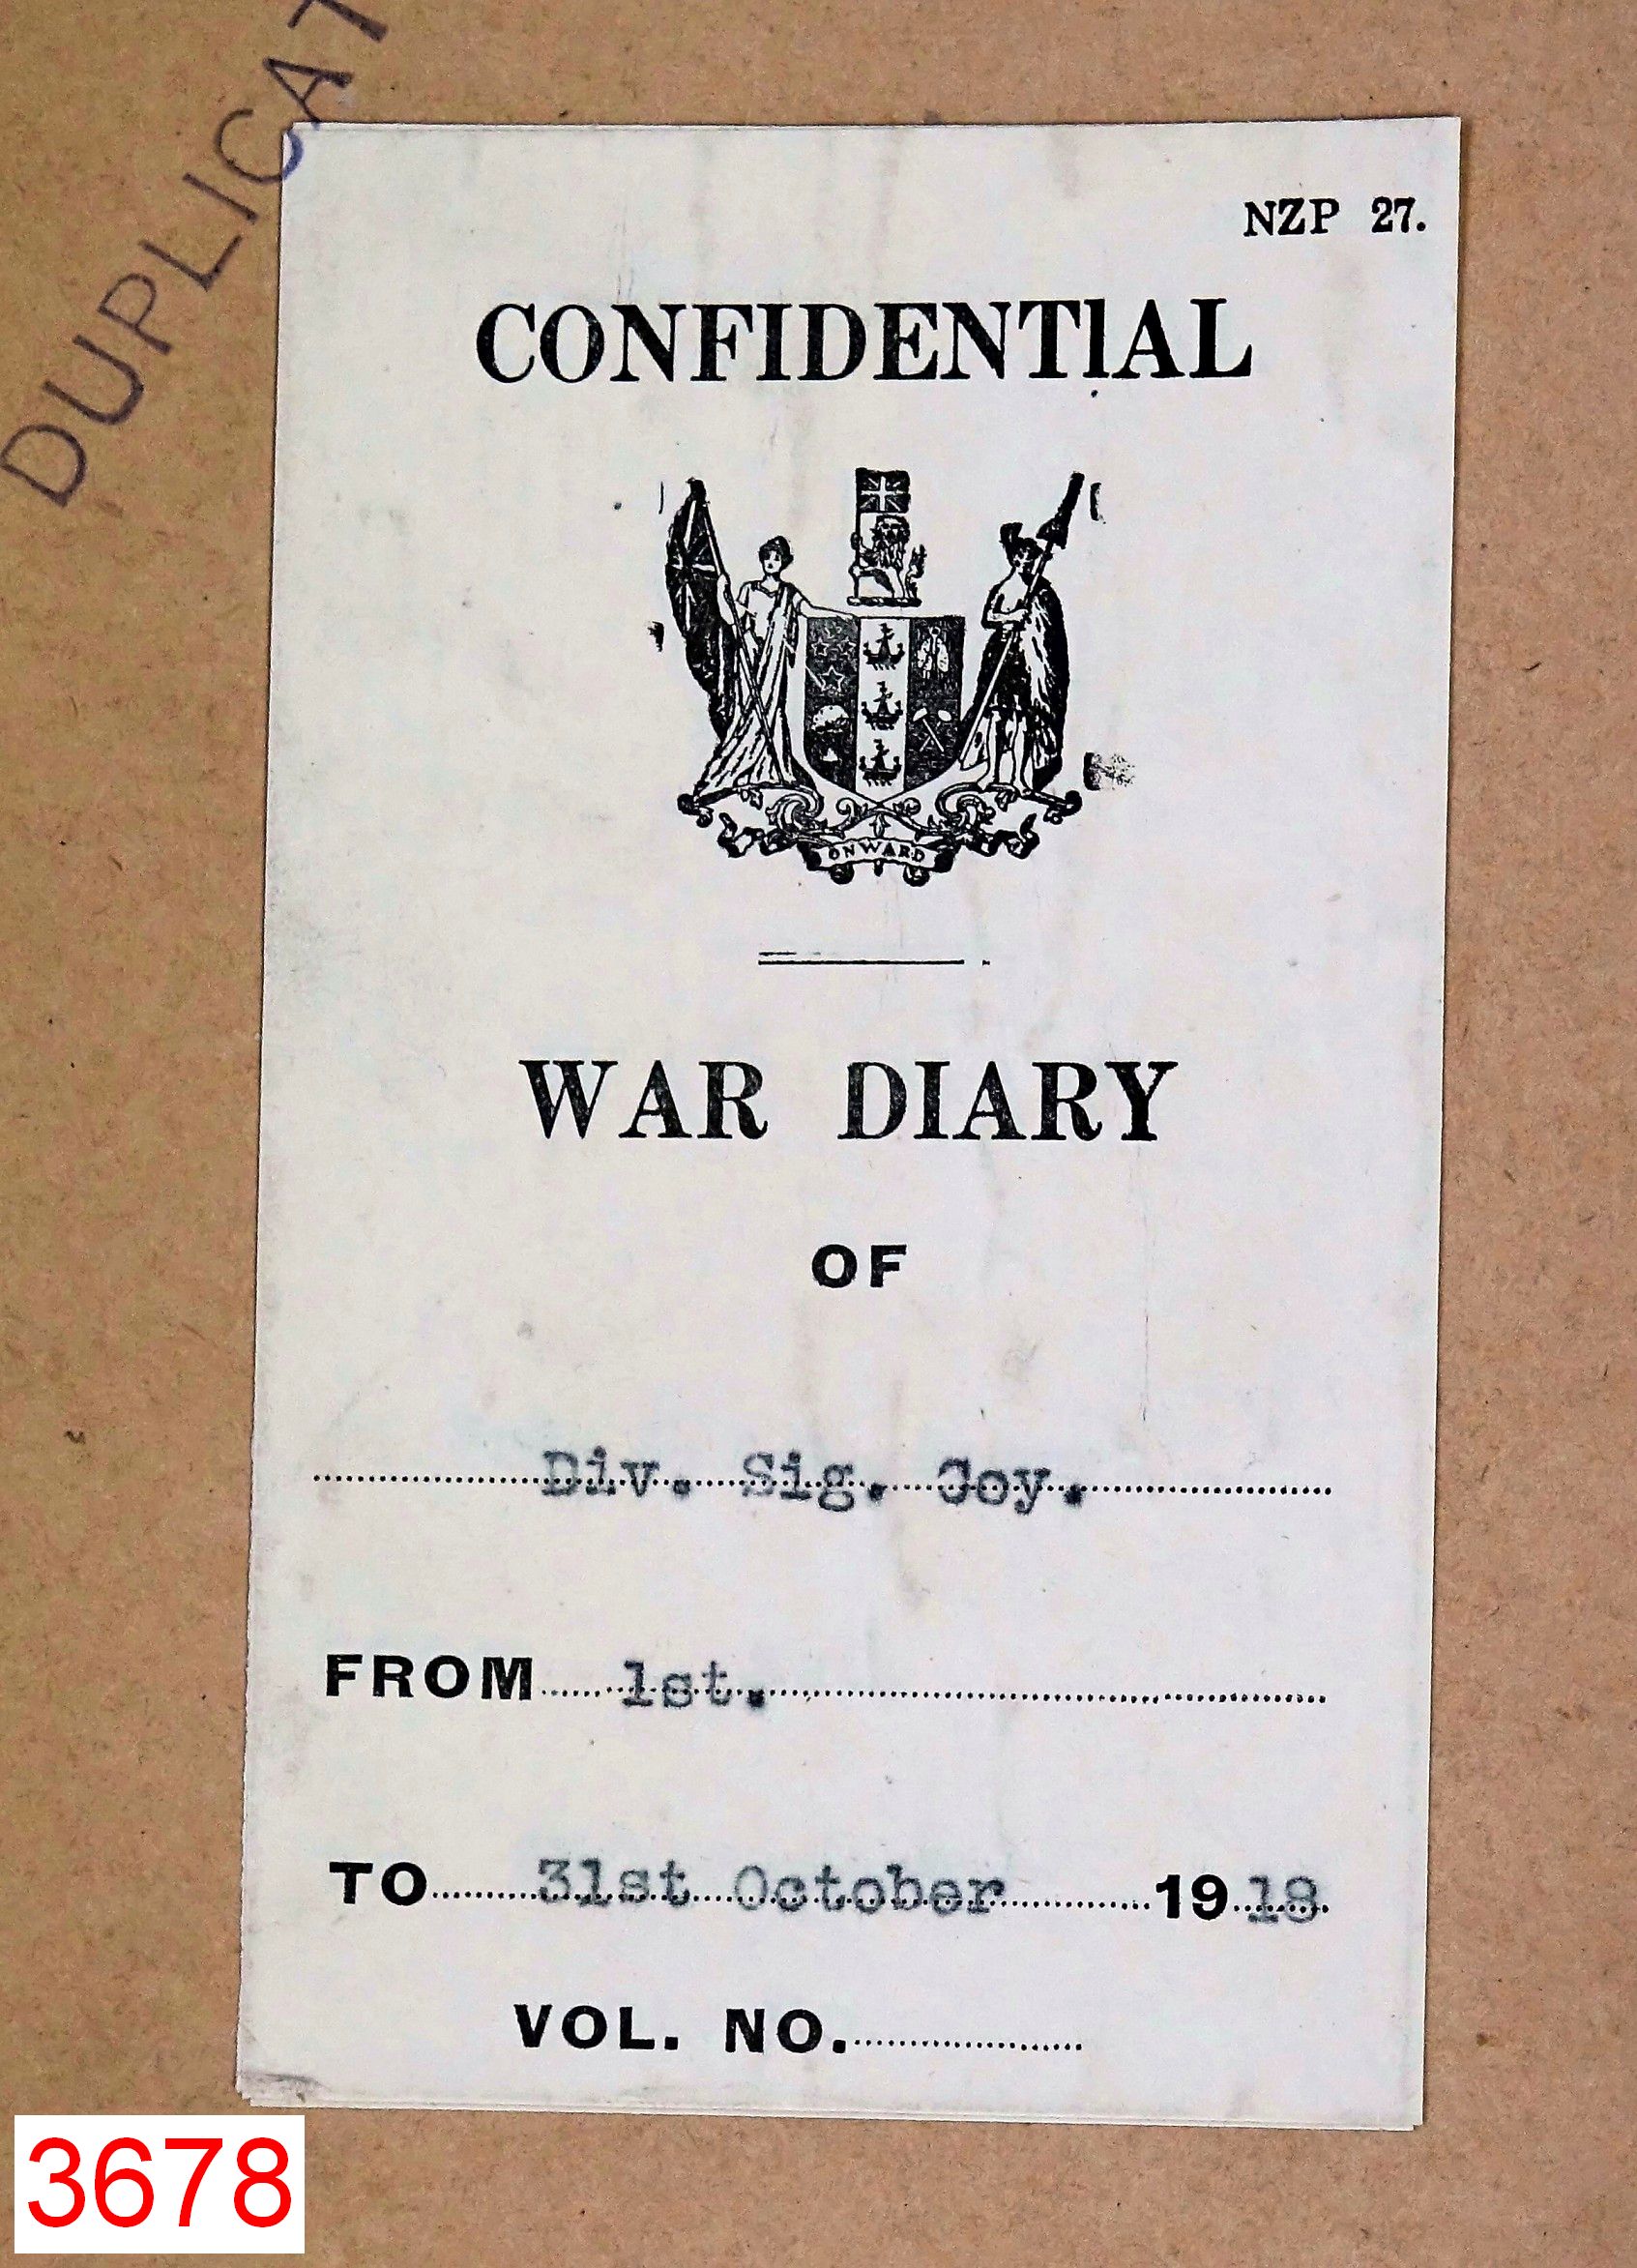 DUPLICAT
NZP 27.
CONFIDENTIAL
ONWARD
WAR DIARY
OF
Div. Sig. Coy.
FROM 1st.
TO 31st October 1918
VOL. NO.
3678